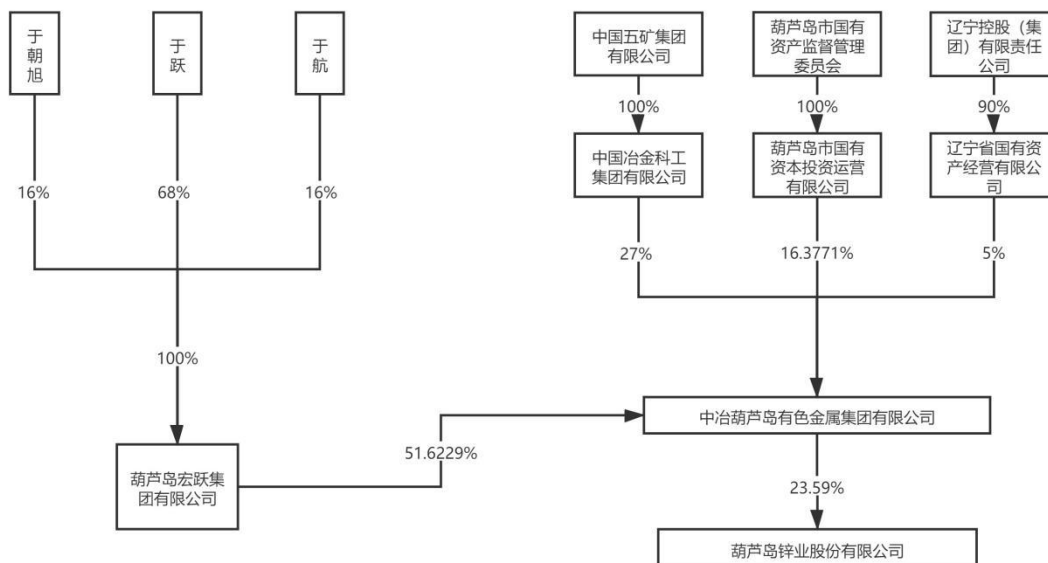 于
朝
旭
于
跃
于
航
中国五矿集团
有限公司
葫芦岛市国有
资产监督管理
委员会
辽宁控股（集
团）有限责任
公司
100%
100%
90%
中国冶金科工
集团有限公司
葫芦岛市国有
资本投资运营
有限公司
辽宁省国有资
产经营有限公
司
16%
68%
16%
27%
16.3771%
5%
100%
中冶葫芦岛有色金属集团有限公司
51.6229%
葫芦岛宏跃集
团有限公司
23.59%
葫芦岛锌业股份有限公司